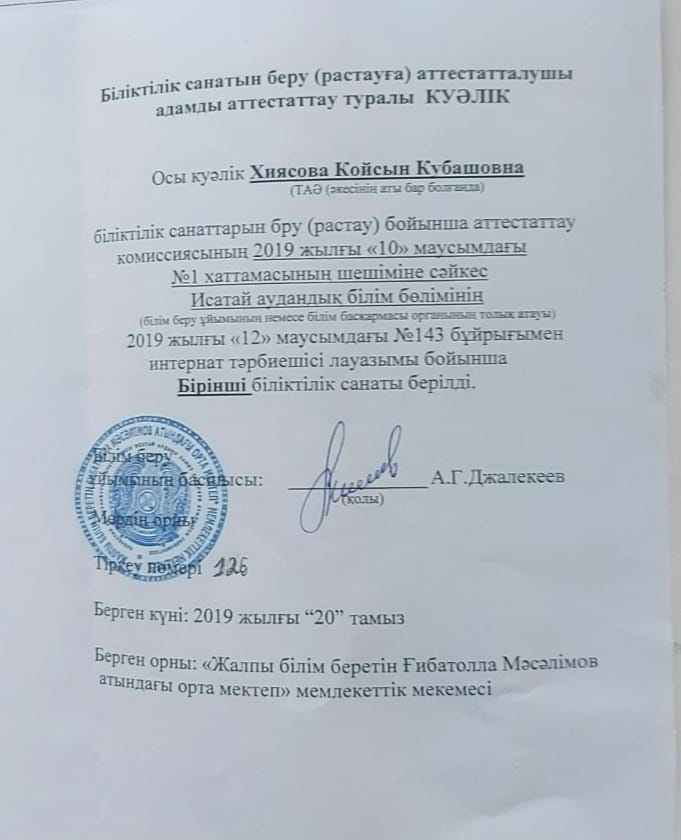 Біліктілік санатын беру (растауға) аттестатталушы
адамды аттестаттау туралы КУӘЛІК
Осы куәлік Хиясова Койсын Кубашовна
(ТАӘ (әкесінің аты бар болғанда)
біліктілік санаттарын бру (растау) бойынша аттестаттау
комиссиясының 2019 жылғы «10» маусымдағы
№1 хаттамасының шешіміне сәйкес
Исатай аудандық білім бөлімінің
(білім беру ұйымының немесе білім басқармасы органының толық атауы)
2019 жылғы «12» маусымдағы №143 бұйрығымен
интернат тәрбиешісі лауазымы бойынша
Бірінші біліктілік санаты берілді.
Білім беру
ұйымының басшысы: А.Г.Джалекеев
(қолы)
Мөрдің орны
Тіркеу нөмері 126
Берген күні: 2019 жылғы “20” тамыз
Берген орны: «Жалпы білім беретін Ғибатолла Мәсәлімов
атындағы орта мектеп» мемлекеттік мекемесі